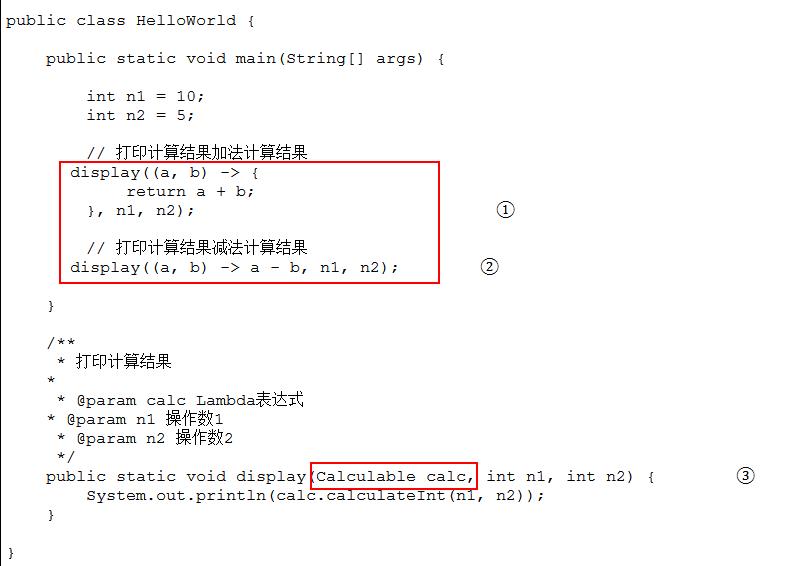 public class HelloWorld {
public static void main(String[] args) {
int n1 = 10;
int n2 = 5;
// 打印计算结果加法计算结果
display((a, b) -> {
return a + b;
}, n1, n2); ①
// 打印计算结果减法计算结果
display((a, b) -> a - b, n1, n2); ②
}
/**
* 打印计算结果
*
* @param calc Lambda表达式
* @param n1 操作数1
* @param n2 操作数2
*/
public static void display(Calculable calc, int n1, int n2) { ③
System.out.println(calc.calculateInt(n1, n2));
}
}